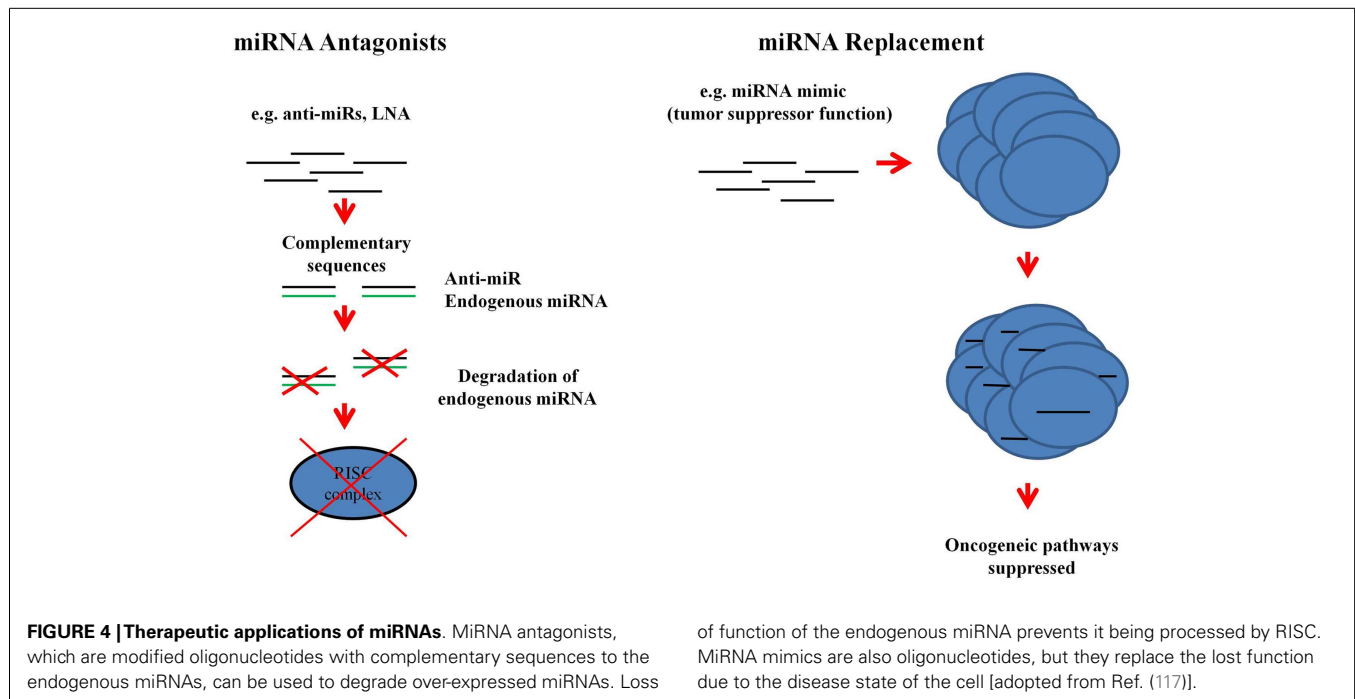 miRNA Antagonists
e.g. anti-miRs, LNA
Complementary
sequences
Anti-miR
Endogenous miRNA
Degradation of
endogenous miRNA
RISC
complex
miRNA Replacement
e.g. miRNA mimic
(tumor suppressor function)
Oncogeneic pathways
suppressed
FIGURE 4 | Therapeutic applications of miRNAs. MiRNA antagonists,
which are modified oligonucleotides with complementary sequences to the
endogenous miRNAs, can be used to degrade over-expressed miRNAs. Loss
of function of the endogenous miRNA prevents it being processed by RISC.
MiRNA mimics are also oligonucleotides, but they replace the lost function
due to the disease state of the cell [adopted from Ref. (117)].